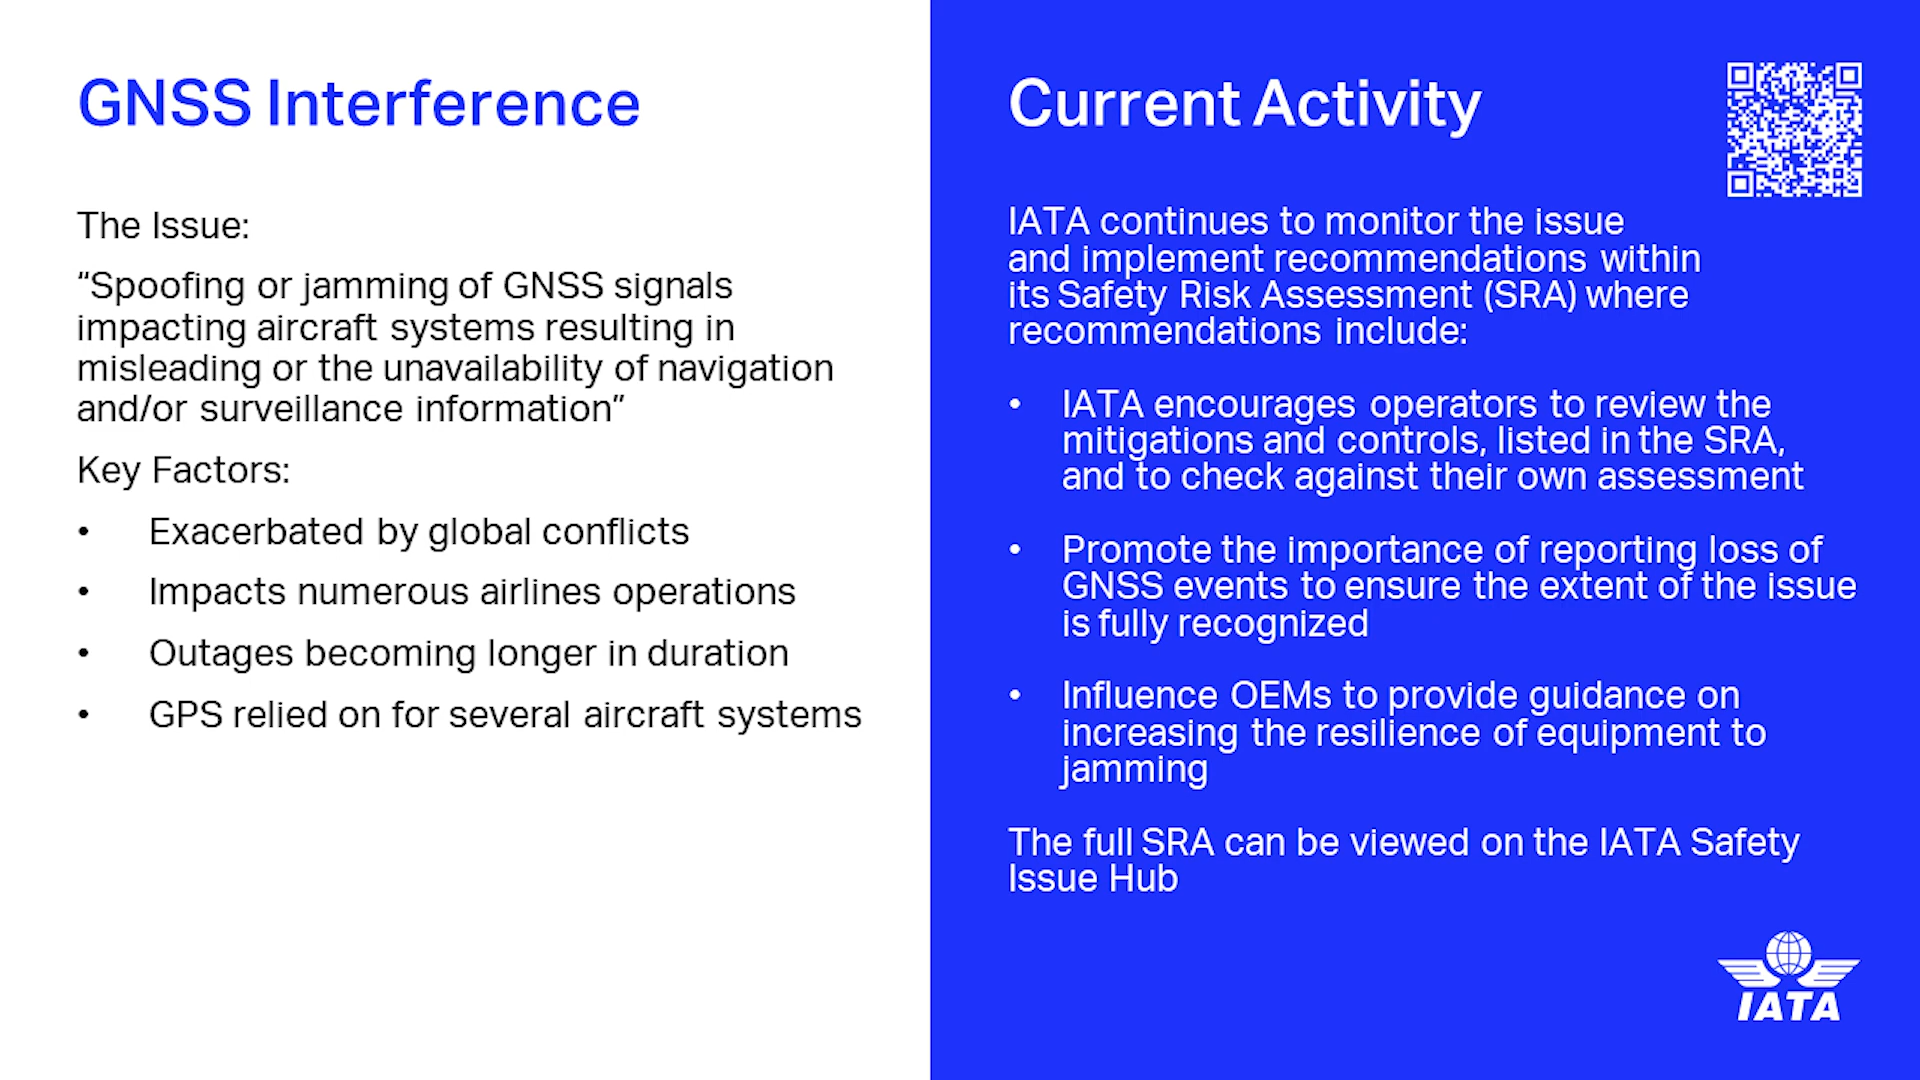 GNSS Interference
The Issue:
“Spoofing or jamming of GNSS signals
impacting aircraft systems resulting in
misleading or the unavailability of navigation
and/or surveillance information”
Key Factors:
• Exacerbated by global conflicts
• Impacts numerous airlines operations
• Outages becoming longer in duration
• GPS relied on for several aircraft systems
Current Activity
IATA continues to monitor the issue
and implement recommendations within
its Safety Risk Assessment (SRA) where
recommendations include:
• IATA encourages operators to review the
mitigations and controls, listed in the SRA,
and to check against their own assessment
• Promote the importance of reporting loss of
GNSS events to ensure the extent of the issue
is fully recognized
• Influence OEMs to provide guidance on
increasing the resilience of equipment to
jamming
The full SRA can be viewed on the IATA Safety
Issue Hub
IATA